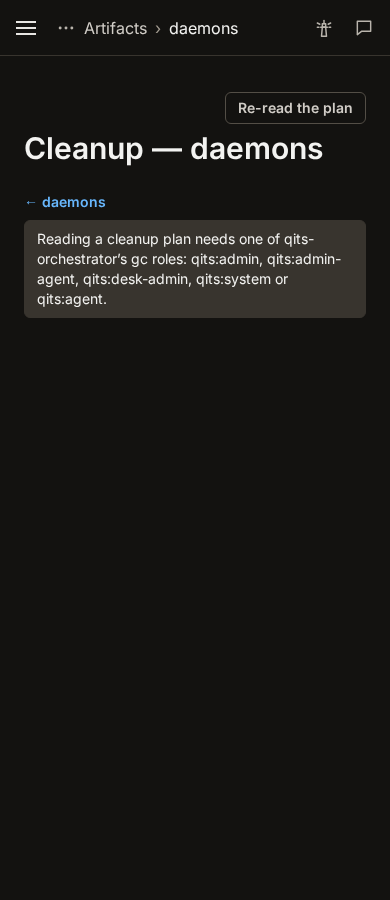 Artifacts › daemons
Re-read the plan
Cleanup — daemons
← daemons
Reading a cleanup plan needs one of qits-
orchestrator’s gc roles: qits:admin, qits:admin-
agent, qits:desk-admin, qits:system or
qits:agent.